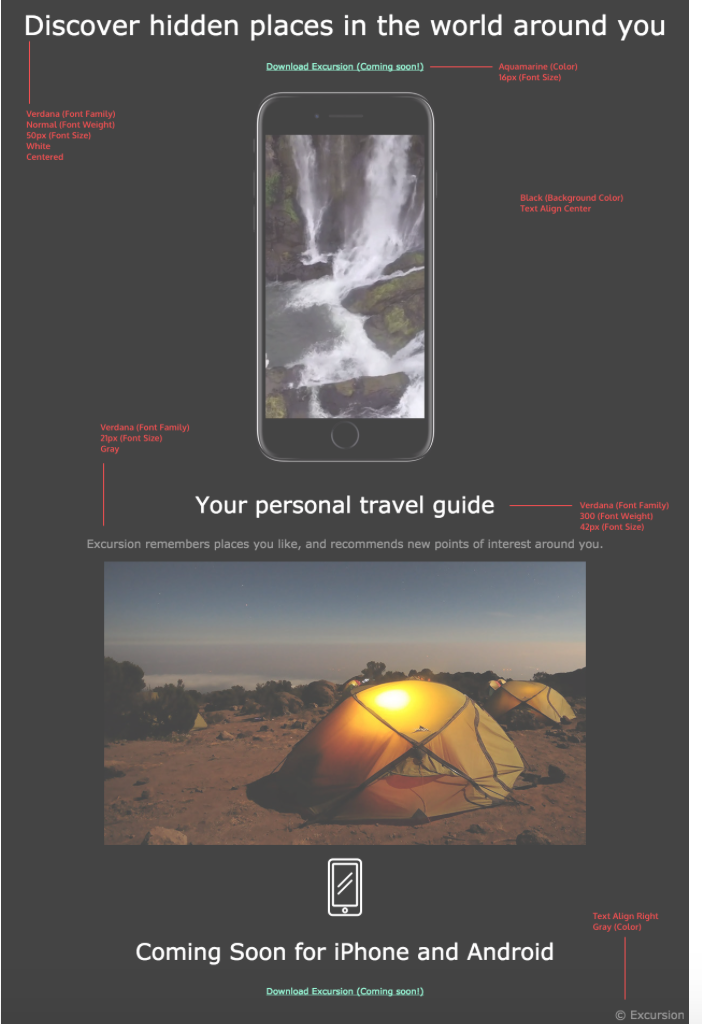 Discover hidden places in the world around you
Download Excursion (Coming soon!)
Aquamarine (Color)
16px (Font Size)
Verdana (Font Family)
Normal (Font Weight)
50px (Font Size)
White
Centered
Black (Background Color)
Text Align Center
Verdana (Font Family)
21px (Font Size)
Gray
Your personal travel guide
Verdana (Font Family)
300 (Font Weight)
42px (Font Size)
Excursion remembers places you like, and recommends new points of interest around you.
Text Align Right
Gray (Color)
Coming Soon for iPhone and Android
Download Excursion (Coming soon!)
© Excursion